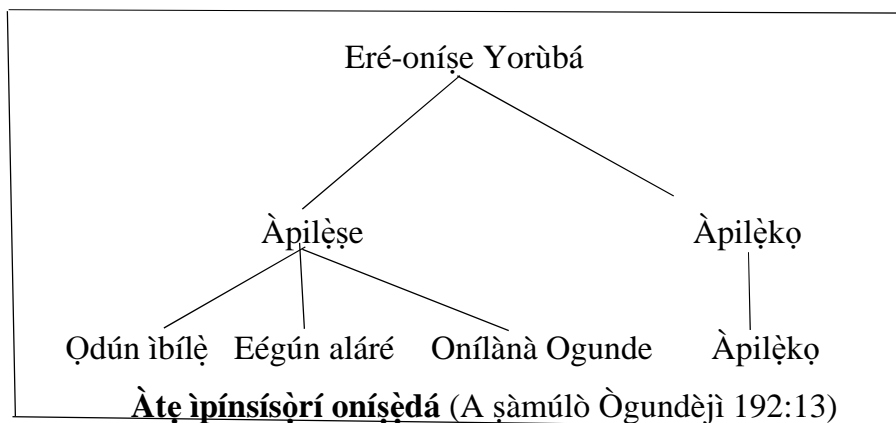 Eré-oníṣe Yorùbá
Àpilẹ̀ṣe Àpilẹ̀kọ
Ọdún ìbílẹ̀ Eégún aláré Onílànà Ogunde Àpilẹ̀kọ
Àtẹ ìpínsísọ̀rí oníṣẹ̀dá (A ṣàmúlò Ògundèjì 192:13)